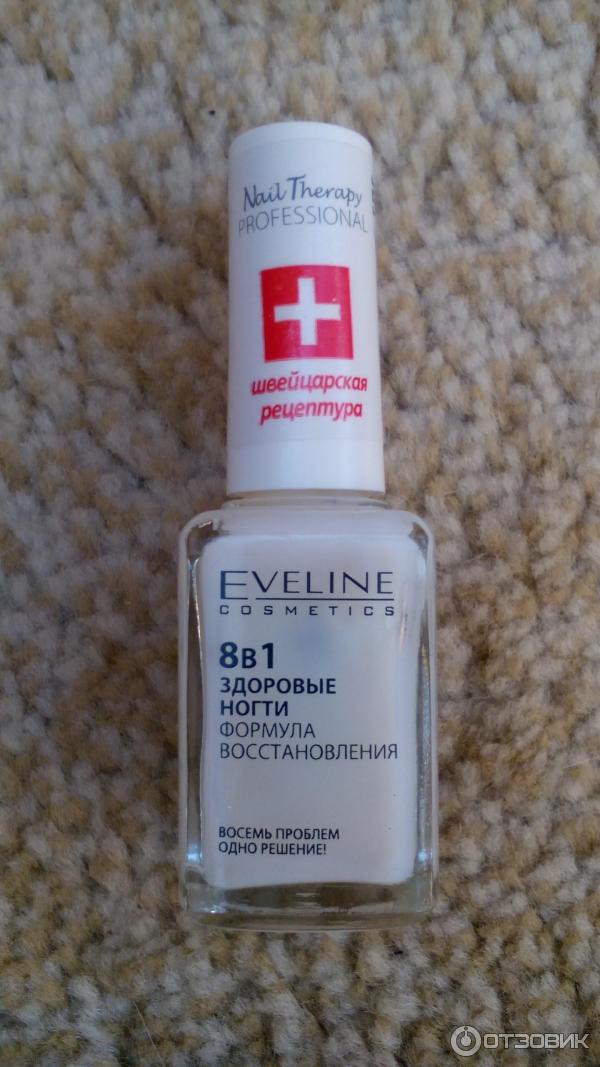 Nail Therapy
PROFESSIONAL
швейцарская
рецептура
EVELINE
COSMETICS
8В1
ЗДОРОВЫЕ
НОГТИ
ФОРМУЛА
ВОССТАНОВЛЕНИЯ
ВОСЕМЬ ПРОБЛЕМ
ОДНО РЕШЕНИЕ!
ОТЗОВИК